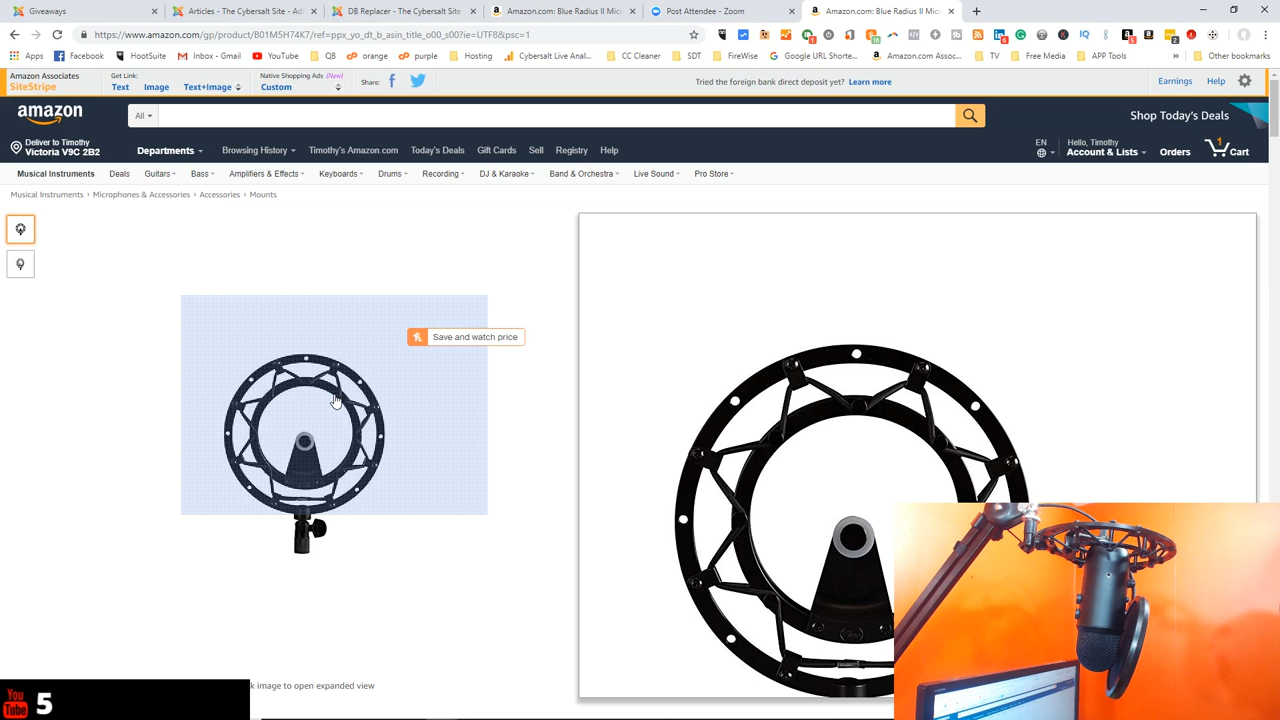 Giveaways
Articles - The Cybersalt Site - Ad
DB Replacer - The Cybersalt Site
Amazon.com: Blue Radius II Micr
Post Attendee - Zoom
Amazon.com: Blue Radius II Mic
https://www.amazon.com/gp/product/B01M5H74K7/ref=ppx_yo_dt_b_asin_title_o00_s00?ie=UTF8&psc=1
Apps
Facebook
HootSuite
Inbox - Gmail
YouTube
QB
orange
purple
Hosting
Cybersalt Live Anal...
CC Cleaner
SDT
FireWise
Google URL Shorte...
Amazon.com Assoc...
TV
Free Media
APP Tools
»
Other bookmarks
Amazon Associates
SiteStripe
Get Link:
Text Image Text+Image
Native Shopping Ads (New)
Custom
Share:
Tried the foreign bank direct deposit yet? Learn more
Earnings
Help
amazon
All
Shop Today's Deals
Deliver to Timothy
Victoria V9C 2B2
Departments
Browsing History
Timothy's Amazon.com
Today's Deals
Gift Cards
Sell
Registry
Help
EN
Hello, Timothy
Account & Lists
Orders
1
Cart
Musical Instruments
Deals
Guitars
Bass
Amplifiers & Effects
Keyboards
Drums
Recording
DJ & Karaoke
Band & Orchestra
Live Sound
Pro Store
Musical Instruments › Microphones & Accessories › Accessories › Mounts
Save and watch price
k image to open expanded view
You
Tube
5